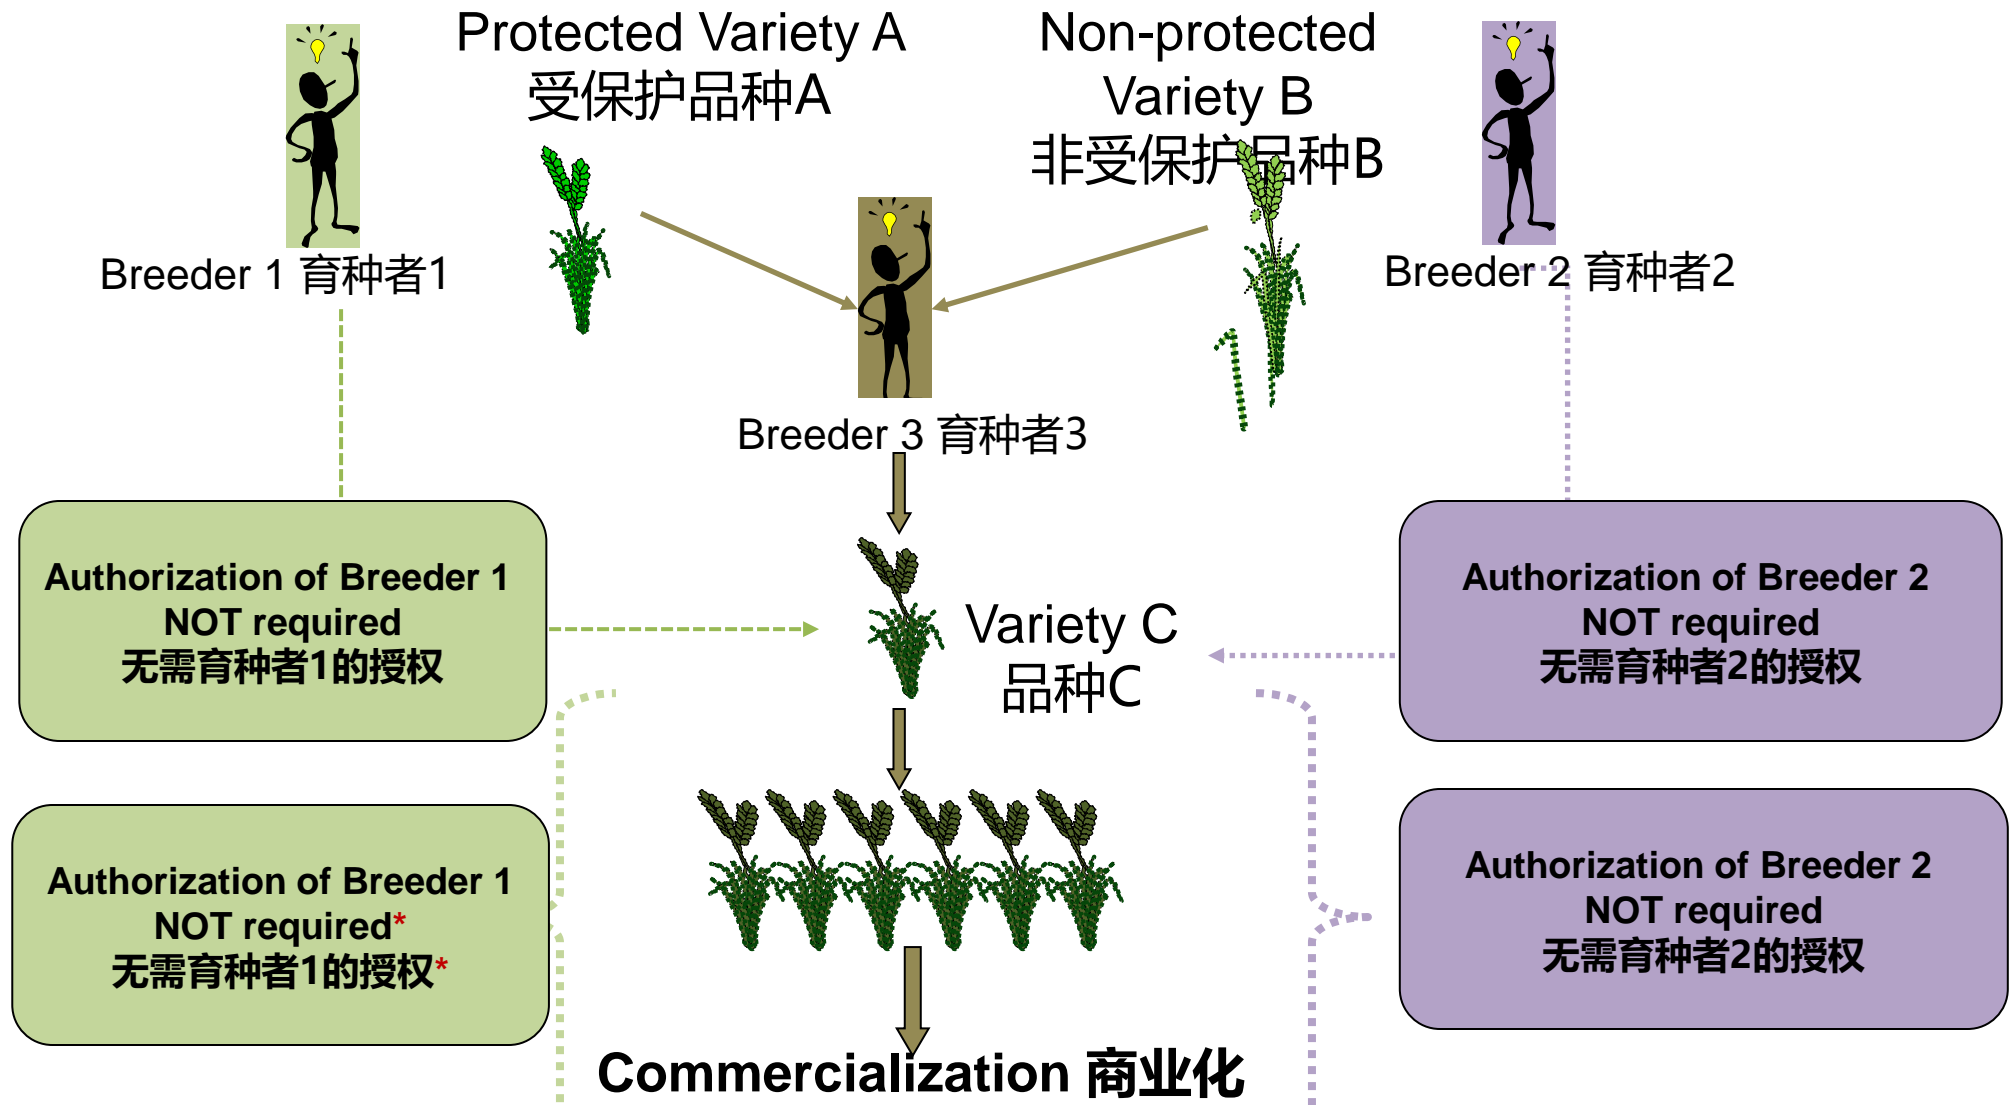 Protected Variety A
受保护品种A
Non-protected
Variety B
非受保护品种B
Breeder 1 育种者1
Breeder 2 育种者2
Breeder 3 育种者3
Authorization of Breeder 1
NOT required
无需育种者1的授权
Variety C
品种C
Authorization of Breeder 2
NOT required
无需育种者2的授权
Authorization of Breeder 1
NOT required*
无需育种者1的授权*
Authorization of Breeder 2
NOT required
无需育种者2的授权
Commercialization 商业化